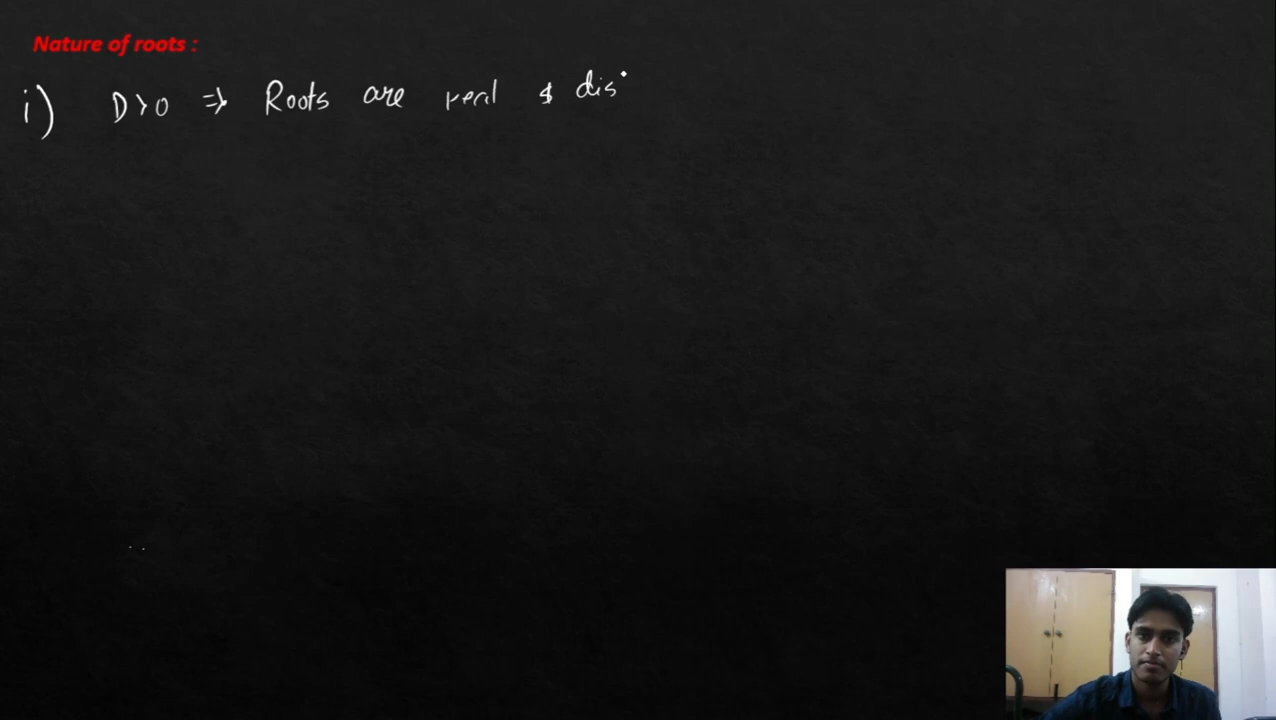 Nature of roots :
i) D>0 ⇒ Roots are real & dis